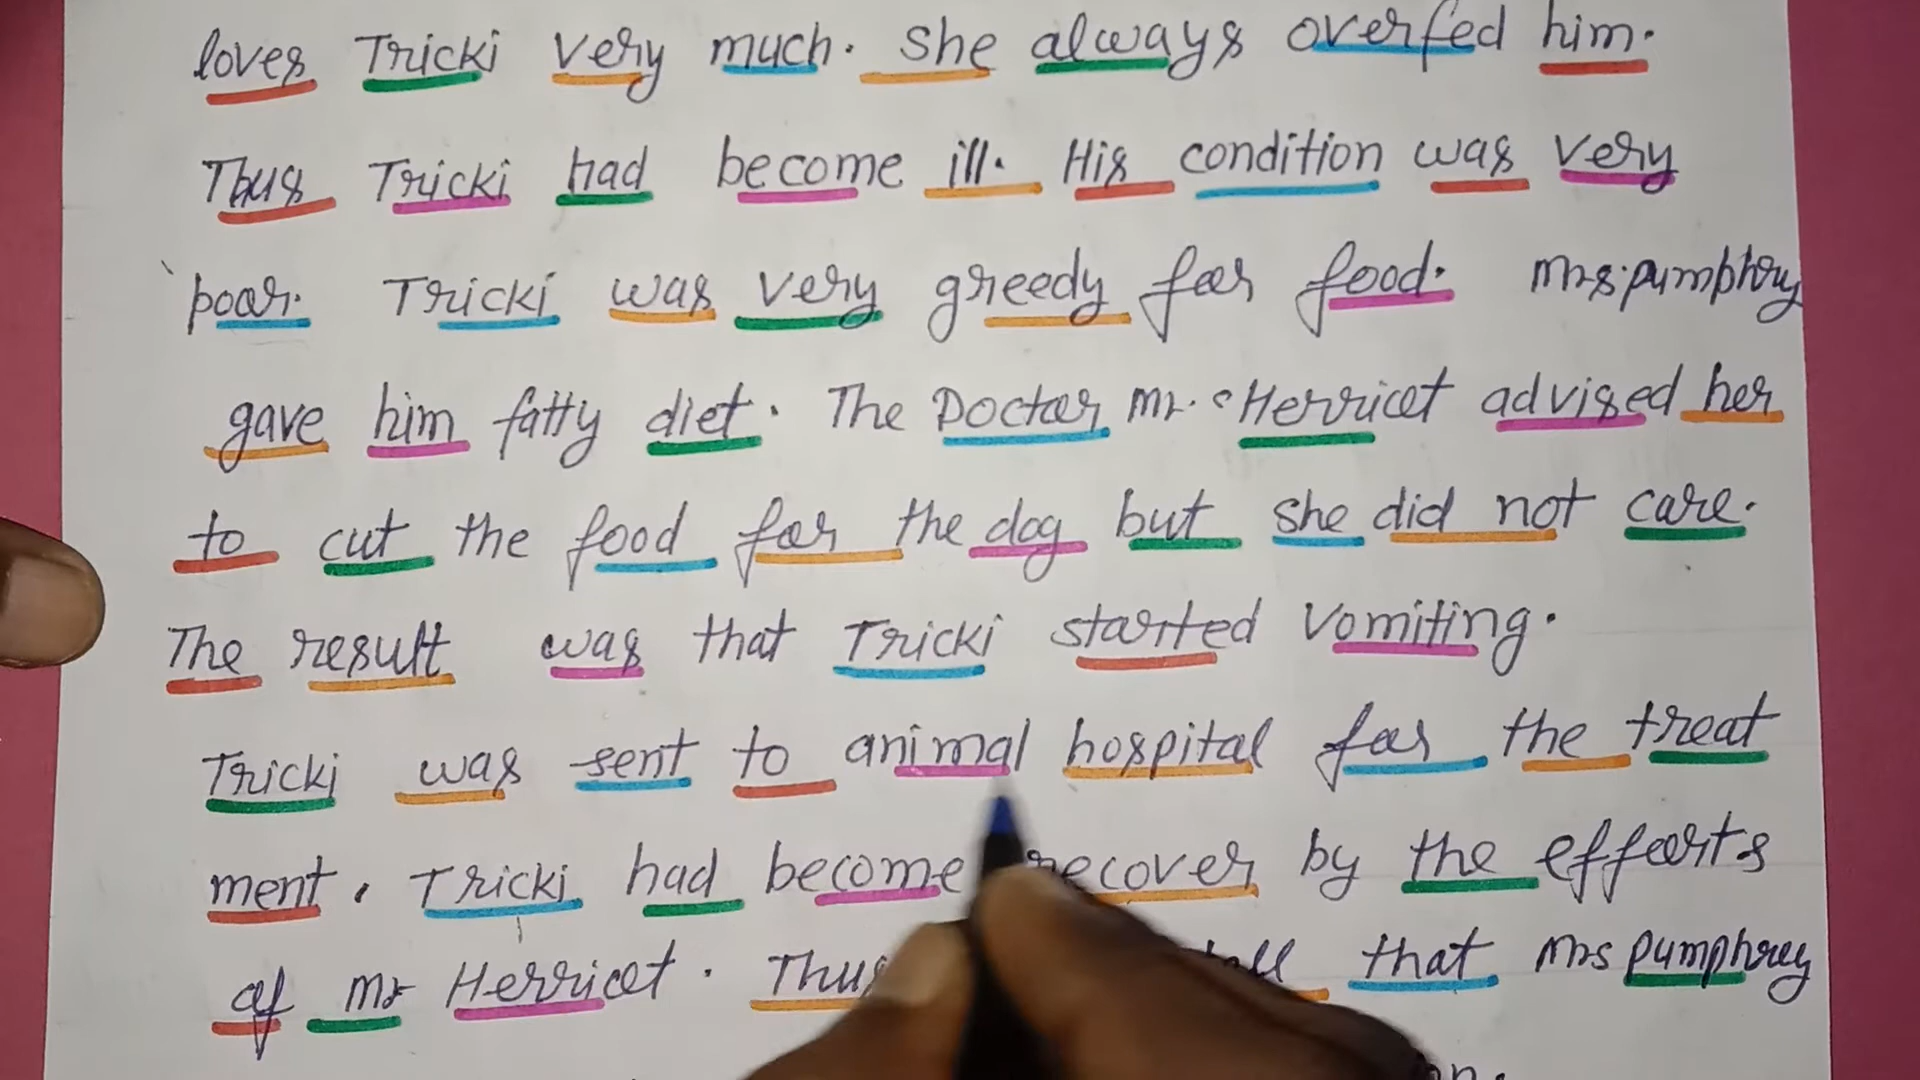 loves Tricki very much. She always overfed him.
Thus Tricki had become ill. His condition was very
poor. Tricki was very greedy for food. Mrs. pumphry
gave him fatty diet. The Doctor Mr. Herricot advised her
to cut the food for the dog but she did not care.
The result was that Tricki started vomiting.
Tricki was sent to animal hospital for the treat
ment. Tricki had become recover by the efforts
of Mr Herricot. Thus that Mrs pumphrey